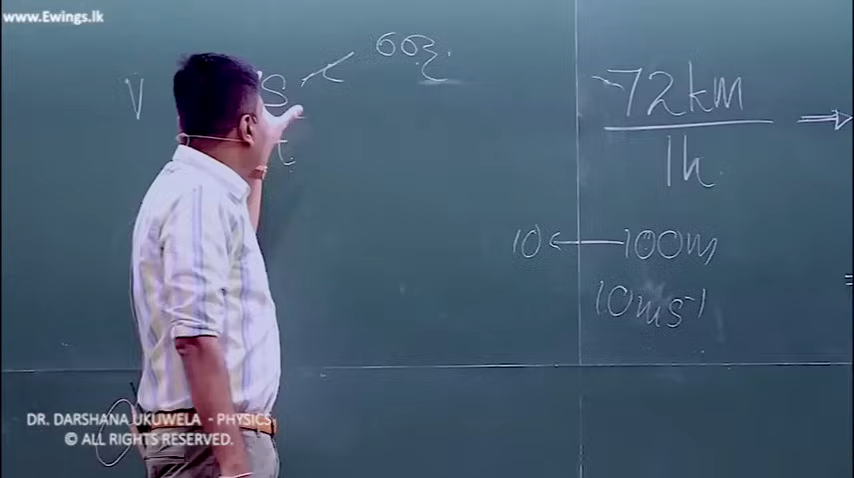 www.Ewings.lk
V S
t
72km
1h
10 ← 100m
10ms⁻¹
DR. DARSHANA UKUWELA - PHYSICS
© ALL RIGHTS RESERVED.